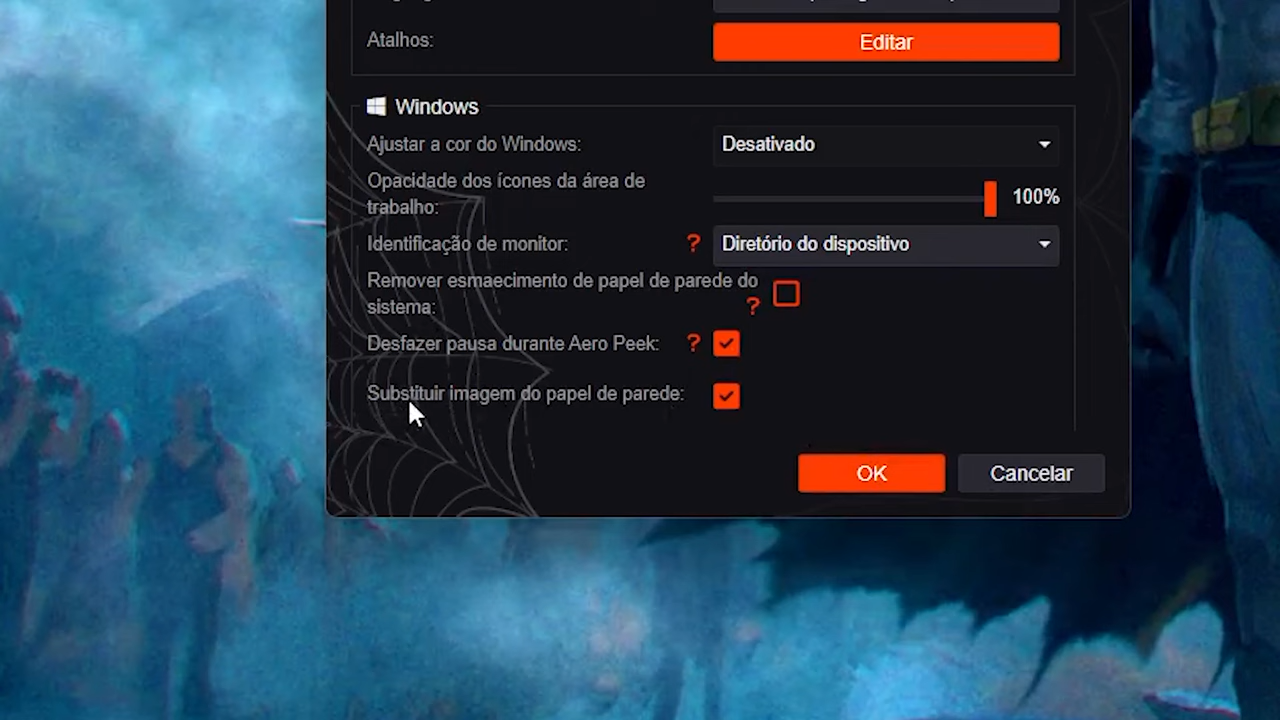 Atalhos:
Editar
Windows
Ajustar a cor do Windows:
Desativado
Opacidade dos ícones da área de
trabalho:
100%
Identificação de monitor:
?
Diretório do dispositivo
Remover esmaecimento de papel de parede do
sistema:
?
Desfazer pausa durante Aero Peek:
?
Substituir imagem do papel de parede:
OK
Cancelar